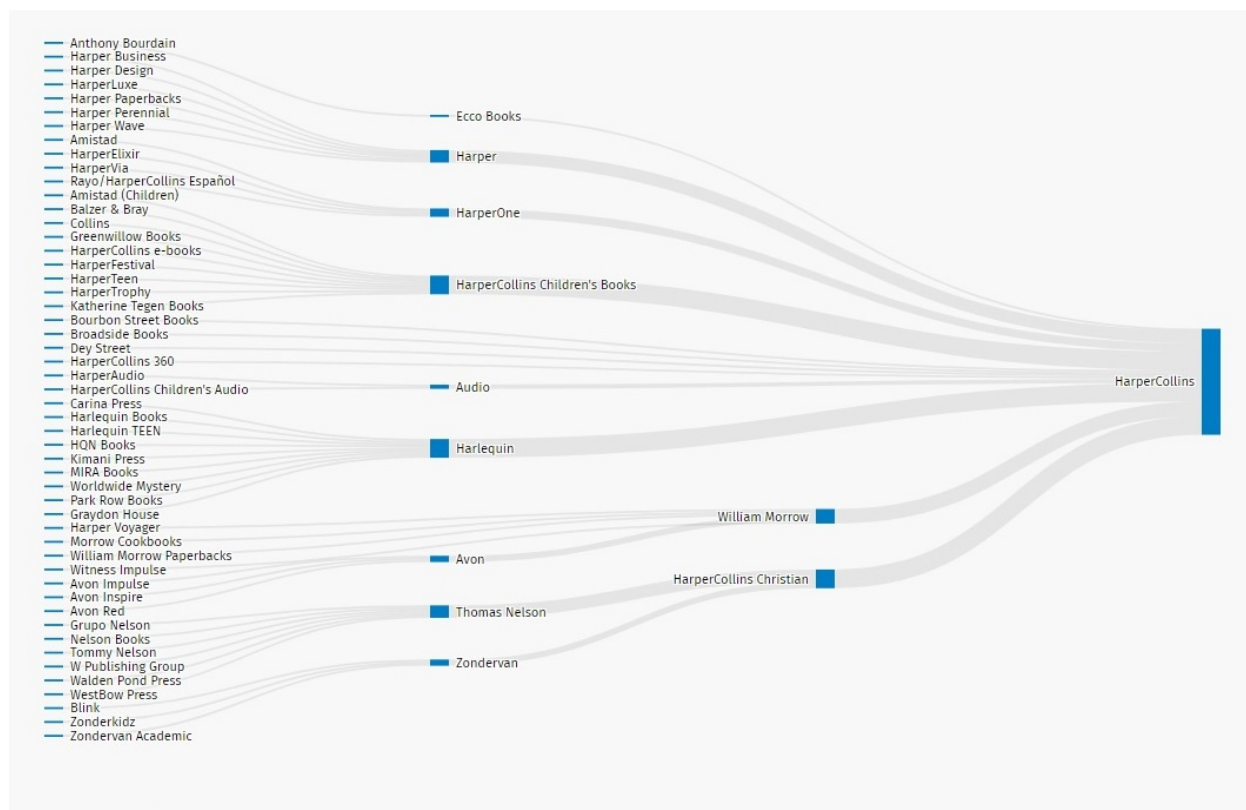 Anthony Bourdain
Harper Business
Harper Design
HarperLuxe
Harper Paperbacks
Harper Perennial
Harper Wave
Amistad
HarperElixir
HarperVia
Rayo/HarperCollins Español
Amistad (Children)
Balzer & Bray
Collins
Greenwillow Books
HarperCollins e-books
HarperFestival
HarperTeen
HarperTrophy
Katherine Tegen Books
Bourbon Street Books
Broadside Books
Dey Street
HarperCollins 360
HarperAudio
HarperCollins Children's Audio
Carina Press
Harlequin Books
Harlequin TEEN
HQN Books
Kimani Press
MIRA Books
Worldwide Mystery
Park Row Books
Graydon House
Harper Voyager
Morrow Cookbooks
William Morrow Paperbacks
Witness Impulse
Avon Impulse
Avon Inspire
Avon Red
Grupo Nelson
Nelson Books
Tommy Nelson
W Publishing Group
Walden Pond Press
WestBow Press
Blink
Zonderkidz
Zondervan Academic
Ecco Books
Harper
HarperOne
HarperCollins Children's Books
Audio
Harlequin
Avon
Thomas Nelson
Zondervan
William Morrow
HarperCollins Christian
HarperCollins